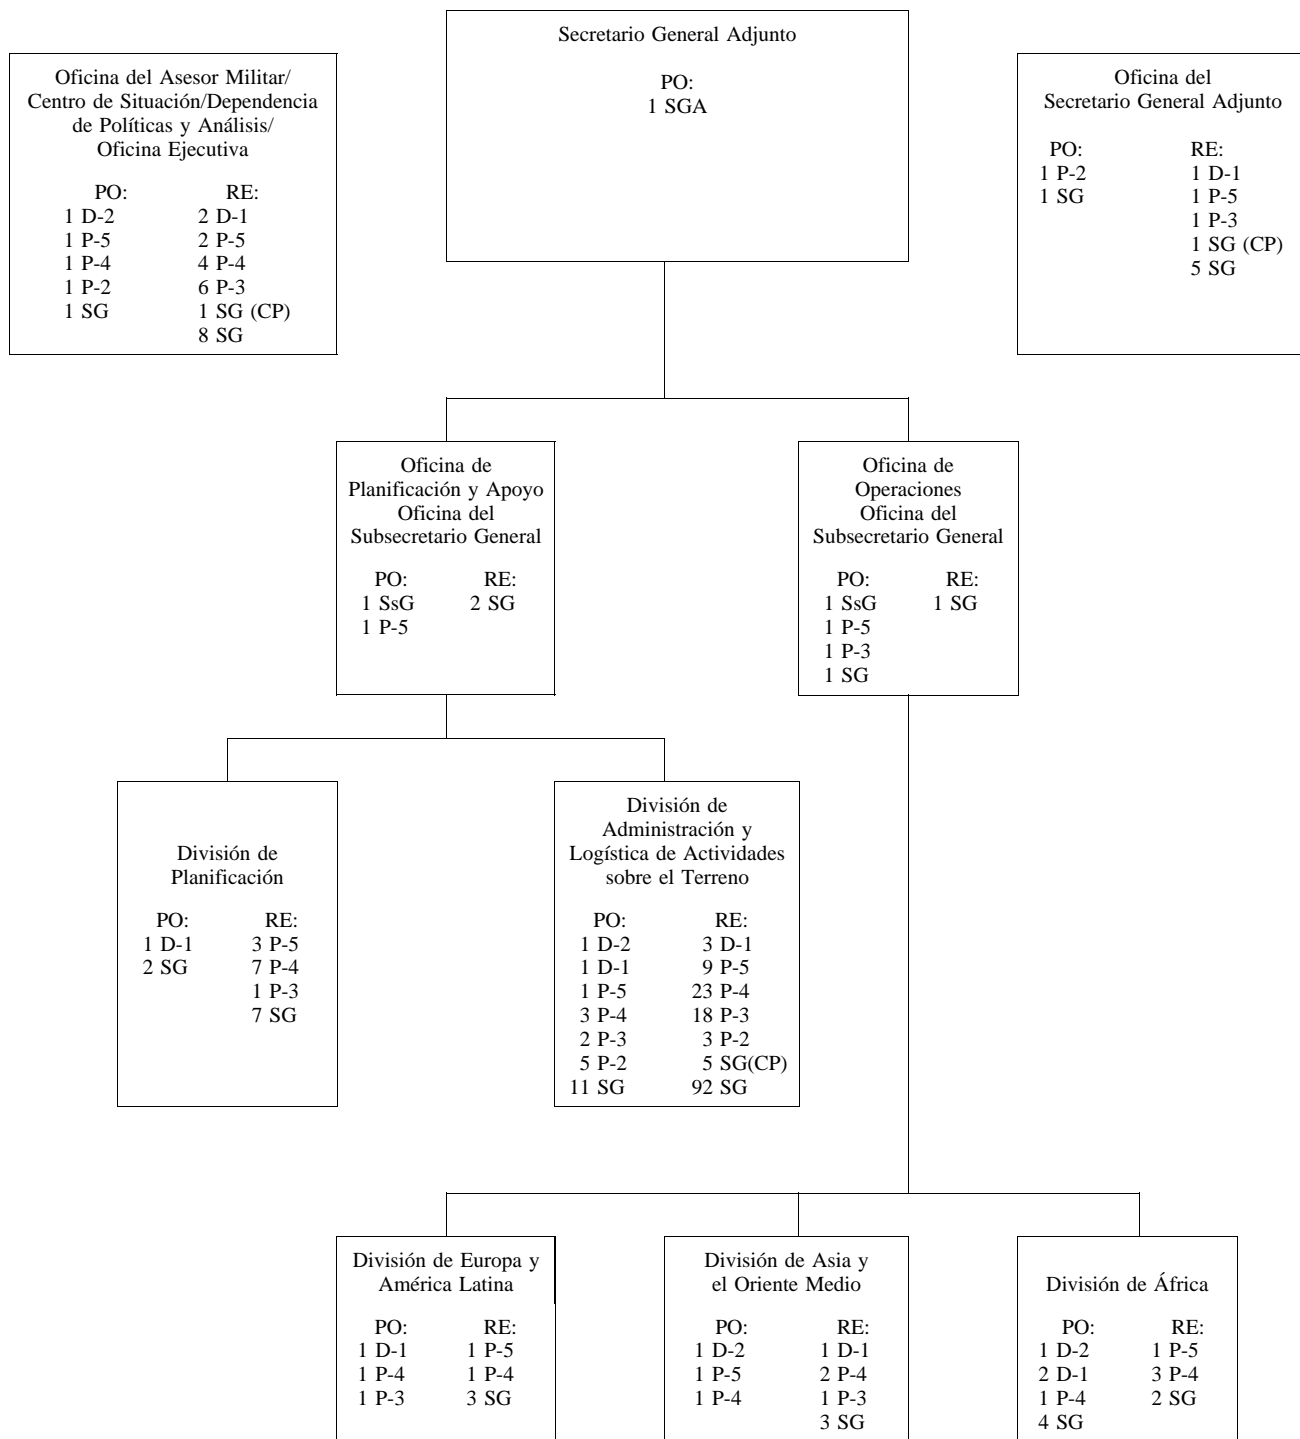 Secretario General Adjunto
PO:
1 SGA
Oficina del Asesor Militar/
Centro de Situación/Dependencia
de Políticas y Análisis/
Oficina Ejecutiva
PO: RE:
1 D-2 2 D-1
1 P-5 2 P-5
1 P-4 4 P-4
1 P-2 6 P-3
1 SG 1 SG (CP)
8 SG
Oficina del
Secretario General Adjunto
PO: RE:
1 P-2 1 D-1
1 SG 1 P-5
1 P-3
1 SG (CP)
5 SG
Oficina de
Planificación y Apoyo
Oficina del
Subsecretario General
PO: RE:
1 SsG 2 SG
1 P-5
Oficina de
Operaciones
Oficina del
Subsecretario General
PO: RE:
1 SsG 1 SG
1 P-5
1 P-3
1 SG
División de
Planificación
PO: RE:
1 D-1 3 P-5
2 SG 7 P-4
1 P-3
7 SG
División de
Administración y
Logística de Actividades
sobre el Terreno
PO: RE:
1 D-2 3 D-1
1 D-1 9 P-5
1 P-5 23 P-4
3 P-4 18 P-3
2 P-3 3 P-2
5 P-2 5 SG(CP)
11 SG 92 SG
División de Europa y
América Latina
PO: RE:
1 D-1 1 P-5
1 P-4 1 P-4
1 P-3 3 SG
División de Asia y
el Oriente Medio
PO: RE:
1 D-2 1 D-1
1 P-5 2 P-4
1 P-4 1 P-3
3 SG
División de África
PO: RE:
1 D-2 1 P-5
2 D-1 3 P-4
1 P-4 2 SG
4 SG